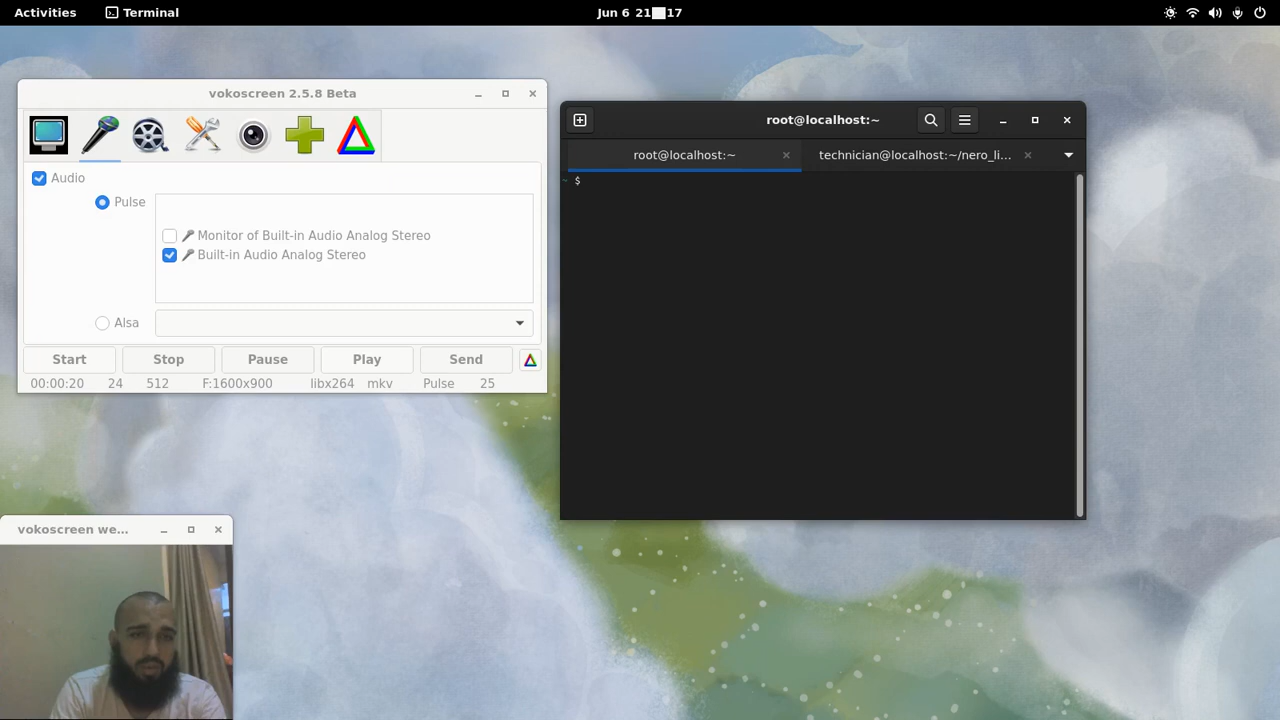 Activities Terminal Jun 6 21 17
vokoscreen 2.5.8 Beta
Audio
Pulse
Monitor of Built-in Audio Analog Stereo
Built-in Audio Analog Stereo
Alsa
Start Stop Pause Play Send
00:00:20 24 512 F:1600x900 libx264 mkv Pulse 25
root@localhost:~
root@localhost:~ technician@localhost:~/nero_li...
~ $
vokoscreen we...